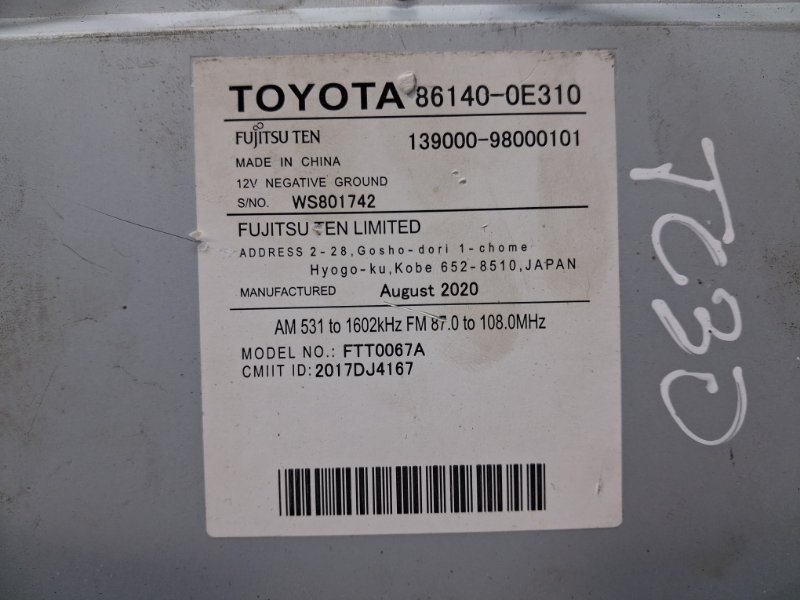 TOYOTA 86140-0E310
FUJITSU TEN 139000-98000101
MADE IN CHINA
12V NEGATIVE GROUND
S/NO. WS801742
FUJITSU TEN LIMITED
ADDRESS 2-28,Gosho-dori 1-chome
Hyogo-ku,Kobe 652-8510,JAPAN
MANUFACTURED August 2020
AM 531 to 1602kHz FM 87.0 to 108.0MHz
MODEL NO.: FTT0067A
CMIIT ID: 2017DJ4167
TC30